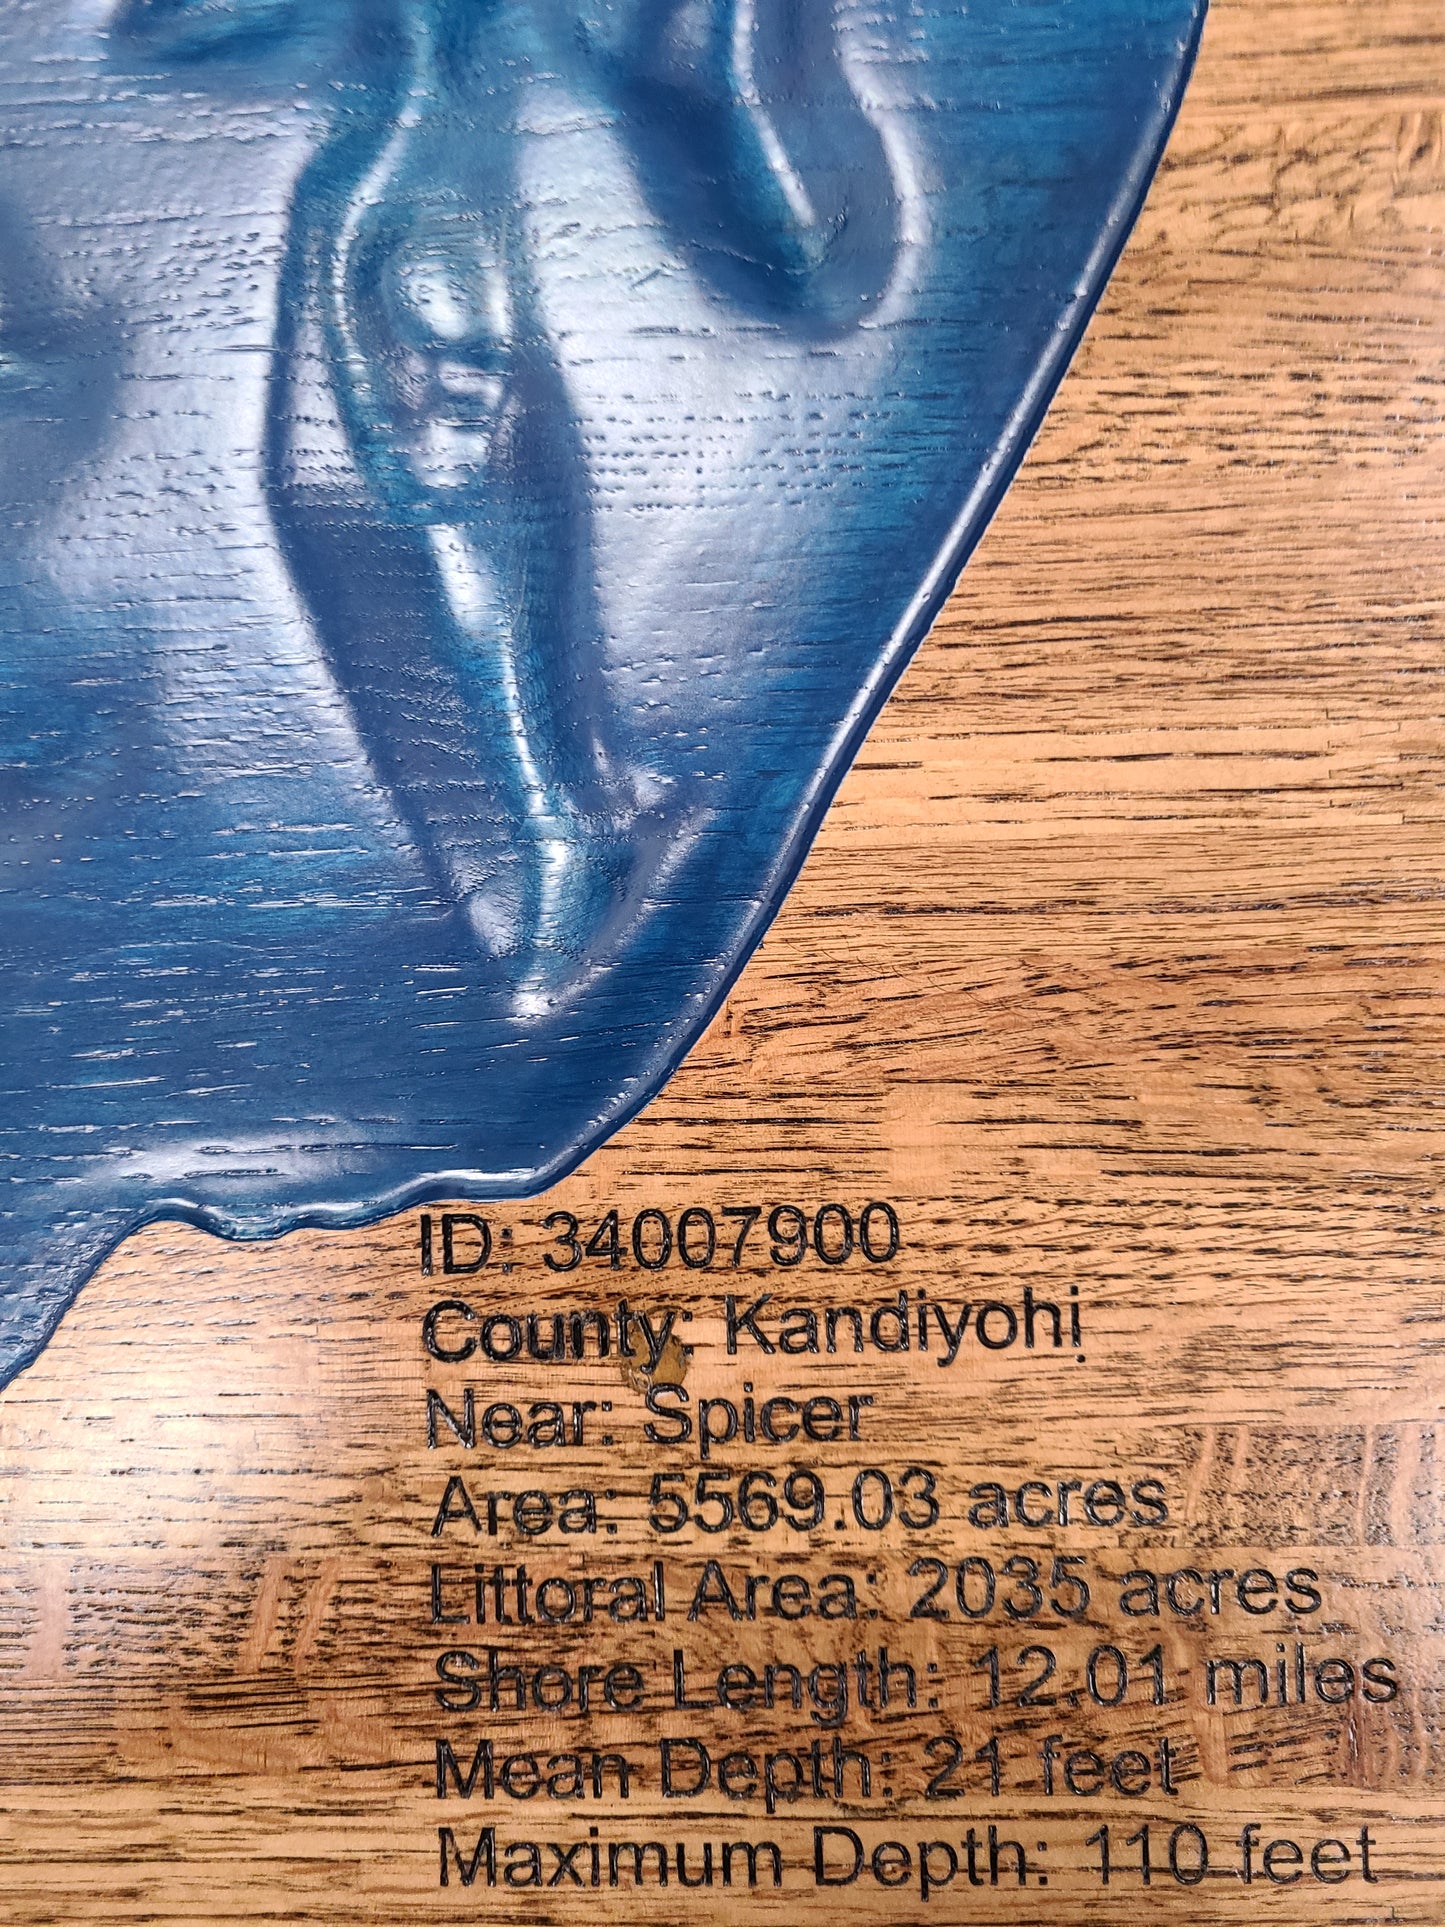 ID: 34007900
County: Kandiyohi
Near: Spicer
Area: 5569.03 acres
Littoral Area: 2035 acres
Shore Length: 12.01 miles
Mean Depth: 21 feet
Maximum Depth: 110 feet